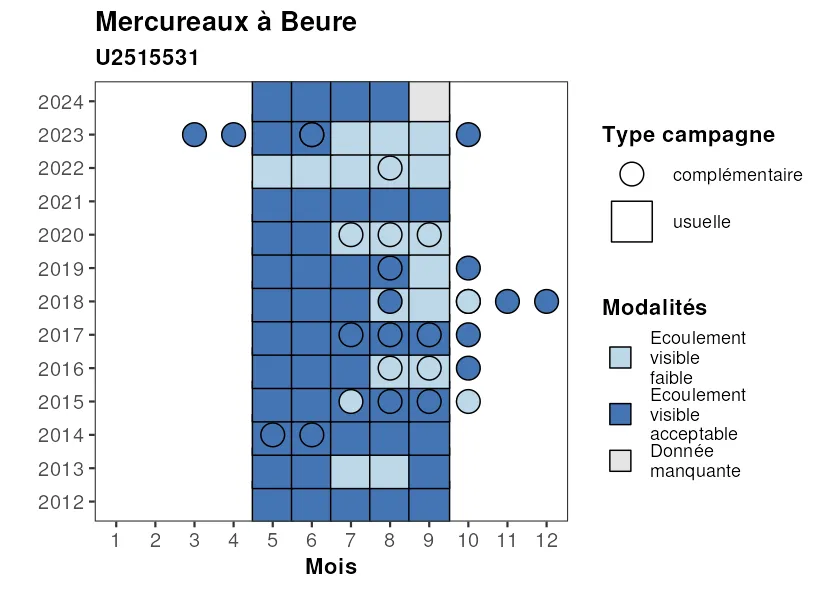 Mercureaux à Beure
U2515531
2024
2023
2022
2021
2020
2019
2018
2017
2016
2015
2014
2013
2012
1 2 3 4 5 6 7 8 9 10 11 12
Mois
Type campagne
complémentaire
usuelle
Modalités
Ecoulement
visible
faible
Ecoulement
visible
acceptable
Donnée
manquante